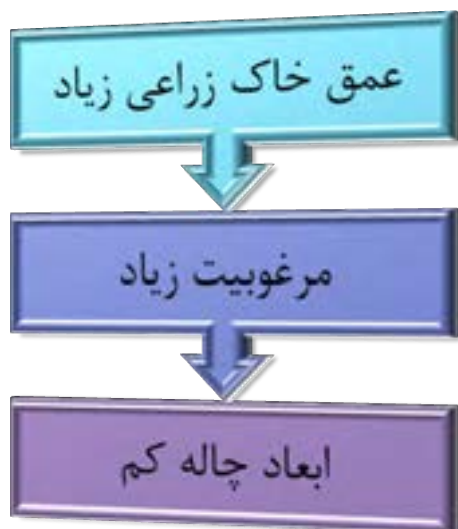 عمق خاک زراعی زیاد
مرغوبیت زیاد
ابعاد چاله کم